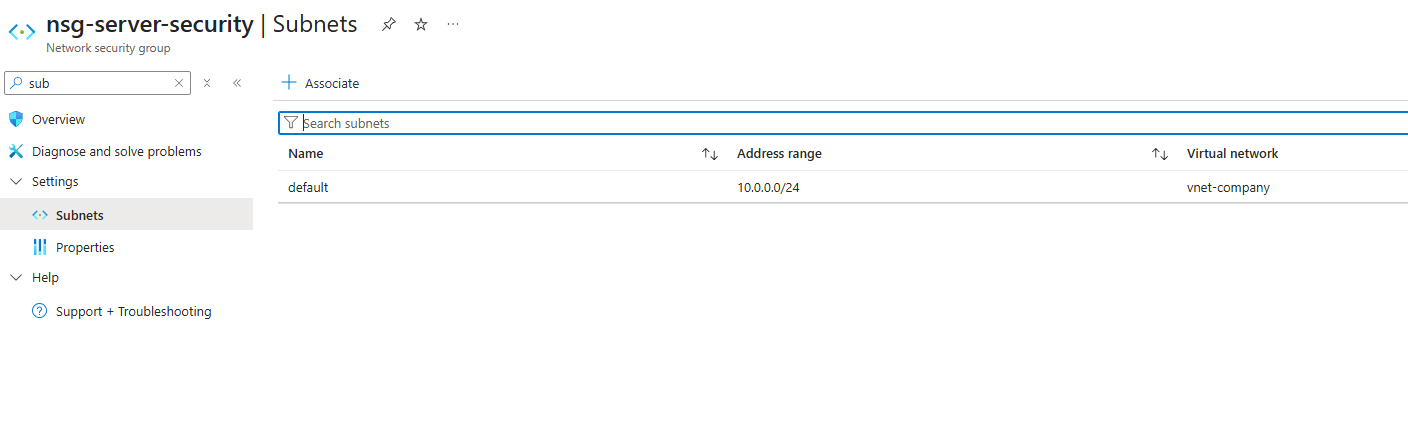 nsg-server-security | Subnets
Network security group
sub
Associate
Overview
Search subnets
Diagnose and solve problems
Name Address range Virtual network
Settings
default 10.0.0.0/24 vnet-company
Subnets
Properties
Help
Support + Troubleshooting